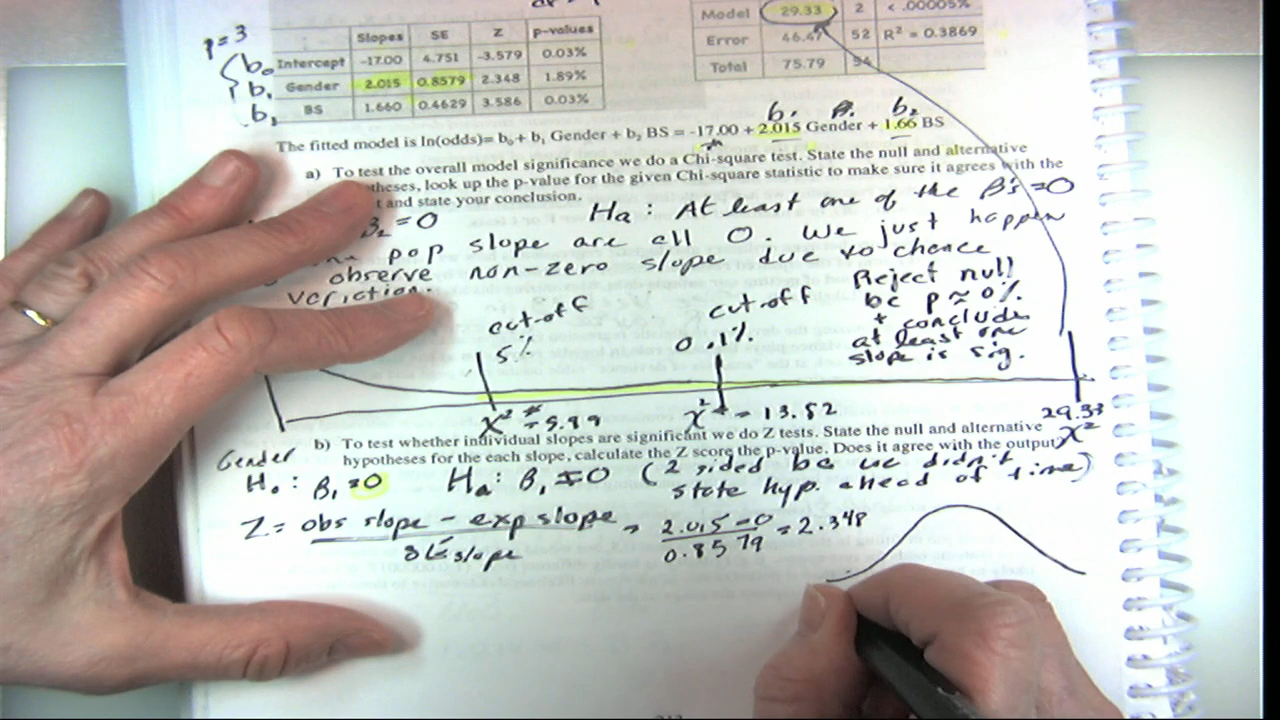 p = 3
Slopes SE Z p-values
b₀ Intercept -17.00 4.751 -3.579 0.03%
b₁ Gender 2.015 0.8579 2.348 1.89%
b₂ BS 1.660 0.4629 3.586 0.03%
Model 29.33 2 < .00005%
Error 46.47 52 R² = 0.3869
Total 75.79 54
b₁ b₂
The fitted model is ln(odds)= b₀ + b₁ Gender + b₂ BS = -17.00 + 2.015 Gender + 1.66 BS
a) To test the overall model significance we do a Chi-square test. State the null and alternative
theses, look up the p-value for the given Chi-square statistic to make sure it agrees with the
t and state your conclusion.
β₂ = 0 Ha : At least one of the β's = 0
pop slope are all 0. We just happen
observe non-zero slope due to chance
variation.
Reject null
bc p ≈ 0%.
+ conclude
at least one
slope is sig.
cut-off
5%
cut-off
0.1%
χ²* = 5.99 χ²* = 13.82 29.33
χ²
b) To test whether individual slopes are significant we do Z tests. State the null and alternative
hypotheses for the each slope, calculate the Z score the p-value. Does it agree with the output
Gender
H₀ : β₁ = 0 Ha : β₁ ≠ 0 (2 sided bc we didn't
state hyp. ahead of time)
Z = obs slope - exp slope = 2.015 - 0 = 2.348
SE slope 0.8579